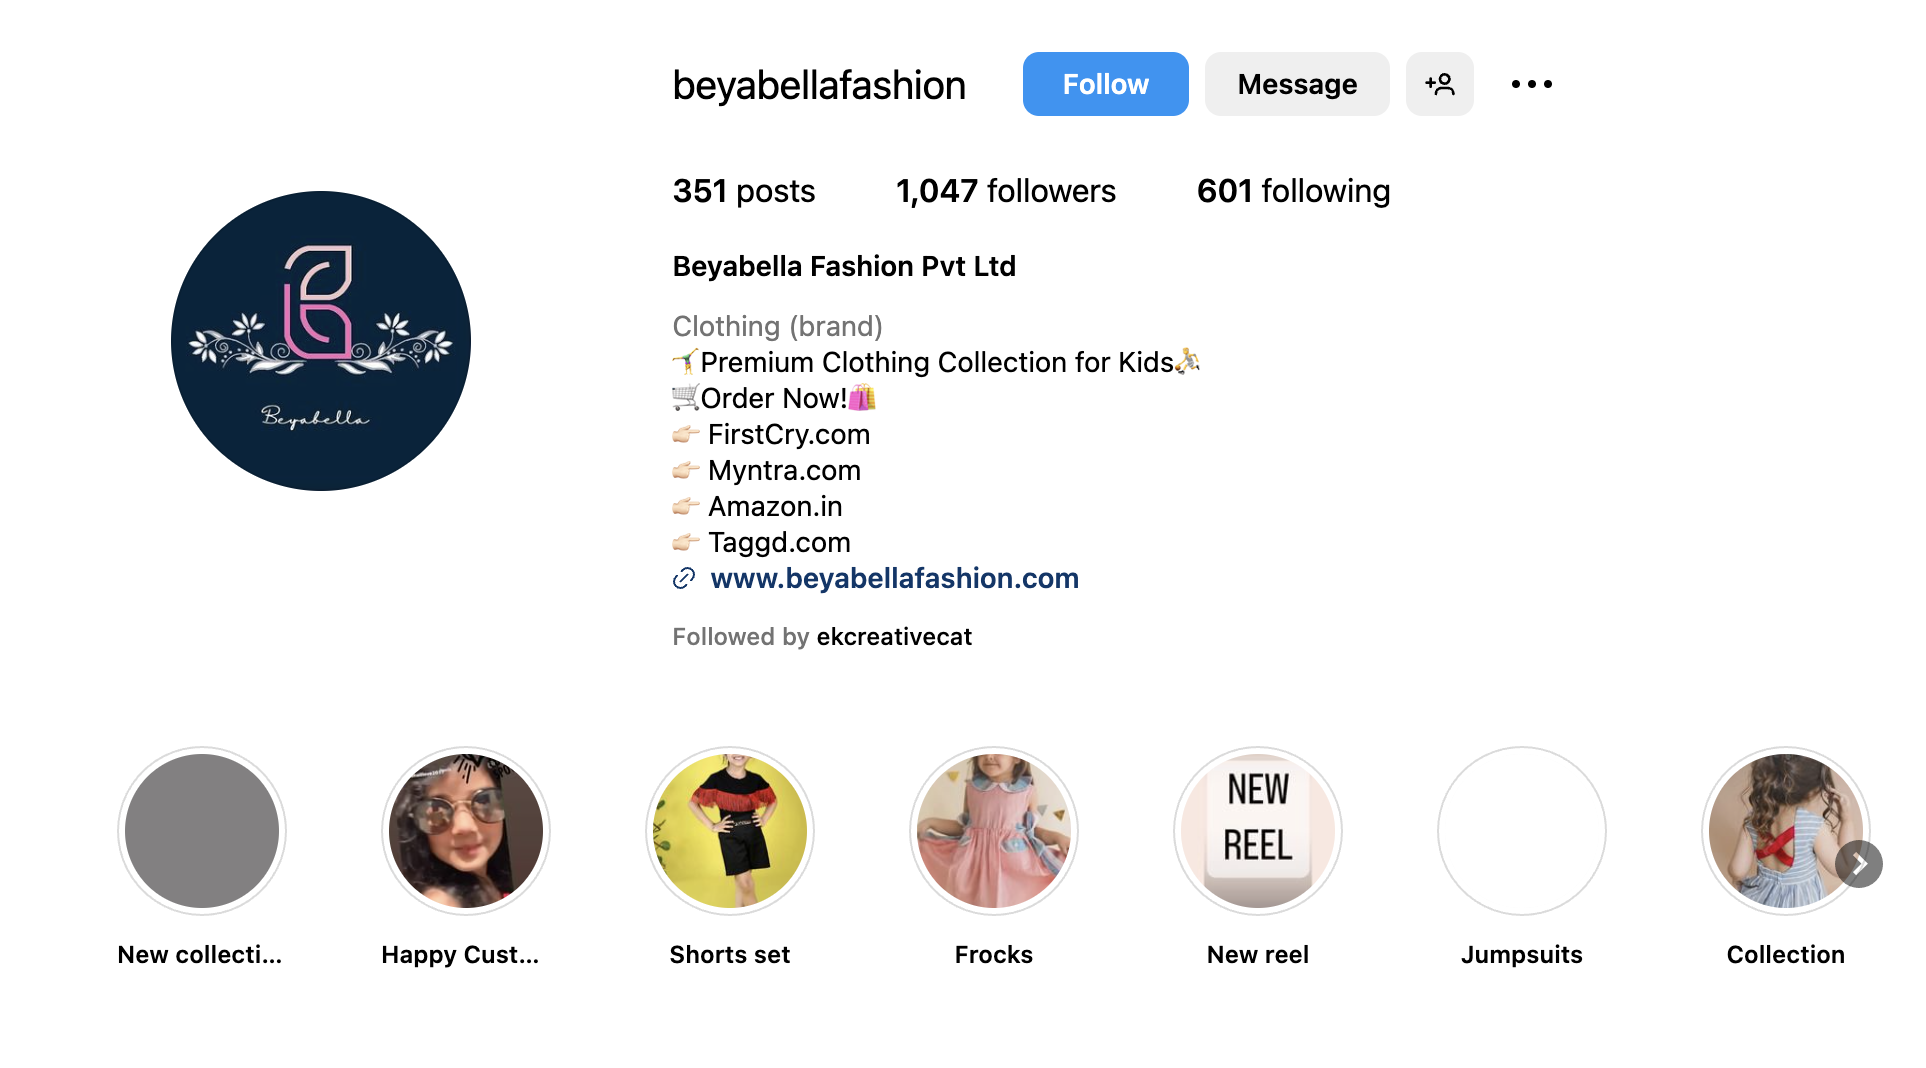 beyabellafashion Follow Message
351 posts 1,047 followers 601 following
Beyabella Fashion Pvt Ltd
Clothing (brand)
🤸Premium Clothing Collection for Kids⛹️
🛒Order Now!🛍️
👉🏻 FirstCry.com
👉🏻 Myntra.com
👉🏻 Amazon.in
👉🏻 Taggd.com
www.beyabellafashion.com
Followed by ekcreativecat
Beyabella
NEW
REEL
New collecti... Happy Cust... Shorts set Frocks New reel Jumpsuits Collection